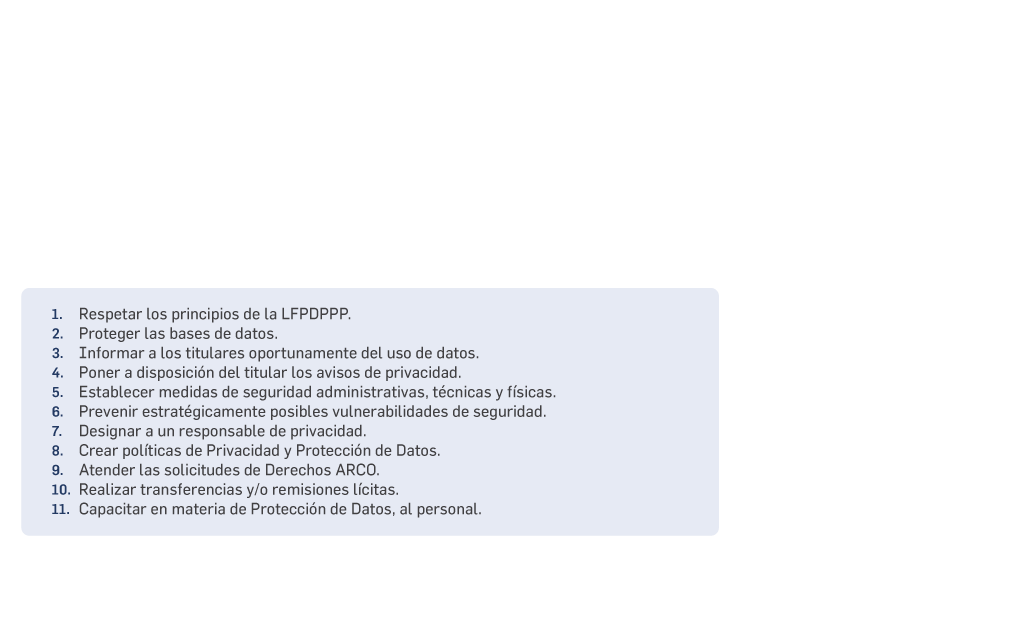 1. Respetar los principios de la LFPDPPP.
2. Proteger las bases de datos.
3. Informar a los titulares oportunamente del uso de datos.
4. Poner a disposición del titular los avisos de privacidad.
5. Establecer medidas de seguridad administrativas, técnicas y físicas.
6. Prevenir estratégicamente posibles vulnerabilidades de seguridad.
7. Designar a un responsable de privacidad.
8. Crear políticas de Privacidad y Protección de Datos.
9. Atender las solicitudes de Derechos ARCO.
10. Realizar transferencias y/o remisiones lícitas.
11. Capacitar en materia de Protección de Datos, al personal.